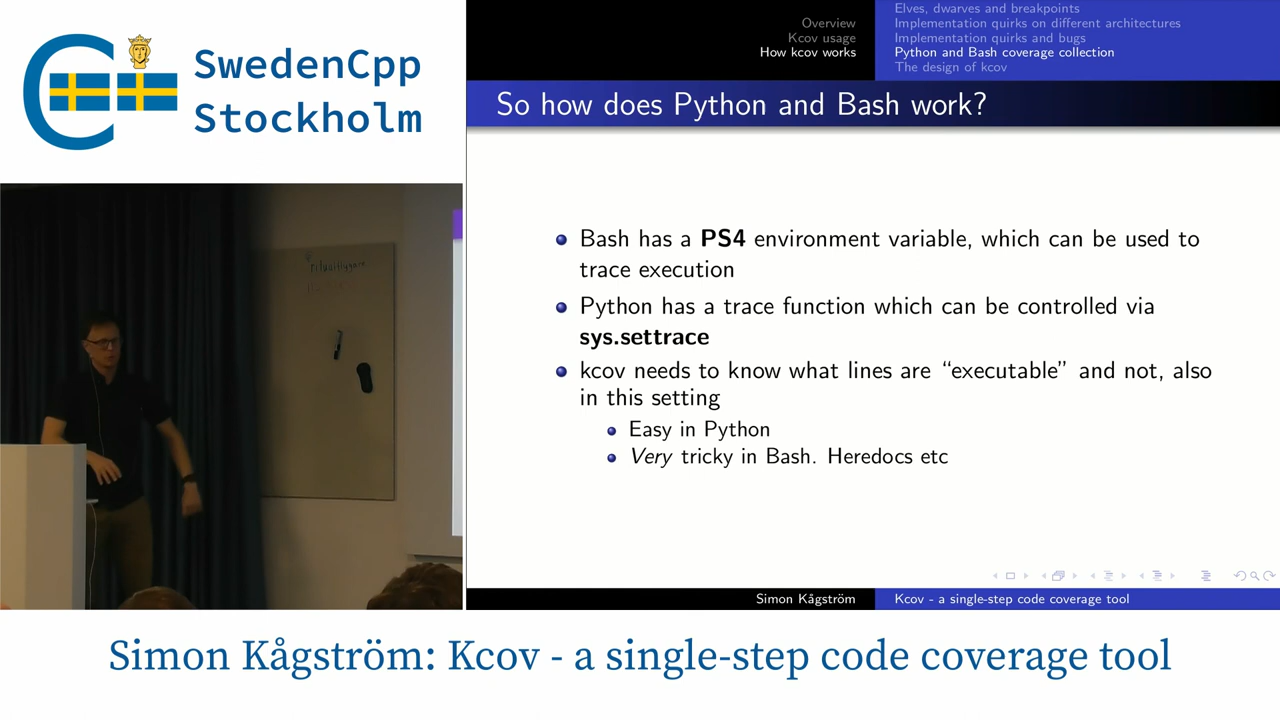 SwedenCpp
Stockholm
Overview
Kcov usage
How kcov works
Elves, dwarves and breakpoints
Implementation quirks on different architectures
Implementation quirks and bugs
Python and Bash coverage collection
The design of kcov
So how does Python and Bash work?
Bash has a PS4 environment variable, which can be used to
trace execution
Python has a trace function which can be controlled via
sys.settrace
kcov needs to know what lines are “executable” and not, also
in this setting
Easy in Python
Very tricky in Bash. Heredocs etc
Simon Kågström
Kcov - a single-step code coverage tool
Simon Kågström: Kcov - a single-step code coverage tool